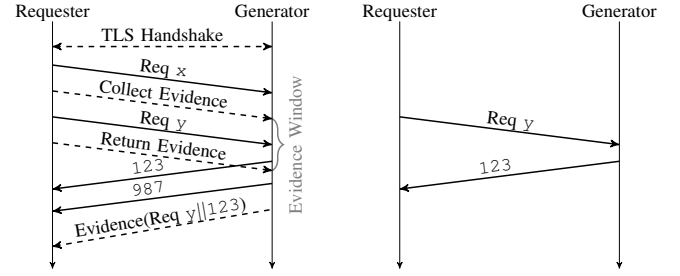 Requester
Generator
TLS Handshake
Req x
Collect Evidence
Req y
Return Evidence
123
987
Evidence(Req y||123)
Evidence Window
Requester
Generator
Req y
123